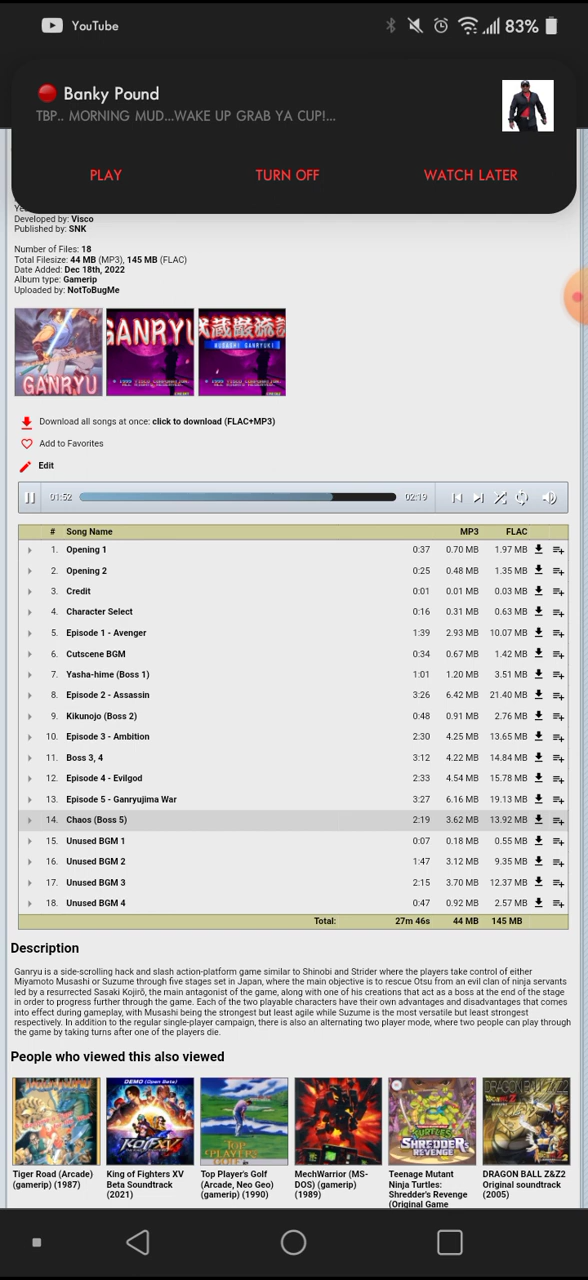 YouTube
83%
Banky Pound
TBP.. MORNING MUD...WAKE UP GRAB YA CUP!...
PLAY TURN OFF WATCH LATER
Developed by: Visco
Published by: SNK
Number of Files: 18
Total Filesize: 44 MB (MP3), 145 MB (FLAC)
Date Added: Dec 18th, 2022
Album type: Gamerip
Uploaded by: NotToBugMe
GANRYU
GANRYU
武蔵巌流記
MUSASHI GANRYUKI
Download all songs at once: click to download (FLAC+MP3)
Add to Favorites
Edit
01:52 02:19
# Song Name MP3 FLAC
1. Opening 1 0:37 0.70 MB 1.97 MB
2. Opening 2 0:25 0.48 MB 1.35 MB
3. Credit 0:01 0.01 MB 0.03 MB
4. Character Select 0:16 0.31 MB 0.63 MB
5. Episode 1 - Avenger 1:39 2.93 MB 10.07 MB
6. Cutscene BGM 0:34 0.67 MB 1.42 MB
7. Yasha-hime (Boss 1) 1:01 1.20 MB 3.51 MB
8. Episode 2 - Assassin 3:26 6.42 MB 21.40 MB
9. Kikunojo (Boss 2) 0:48 0.91 MB 2.76 MB
10. Episode 3 - Ambition 2:30 4.25 MB 13.65 MB
11. Boss 3, 4 3:12 4.22 MB 14.84 MB
12. Episode 4 - Evilgod 2:33 4.54 MB 15.78 MB
13. Episode 5 - Ganryujima War 3:27 6.16 MB 19.13 MB
14. Chaos (Boss 5) 2:19 3.62 MB 13.92 MB
15. Unused BGM 1 0:07 0.18 MB 0.55 MB
16. Unused BGM 2 1:47 3.12 MB 9.35 MB
17. Unused BGM 3 2:15 3.70 MB 12.37 MB
18. Unused BGM 4 0:47 0.92 MB 2.57 MB
Total: 27m 46s 44 MB 145 MB
Description
Ganryu is a side-scrolling hack and slash action-platform game similar to Shinobi and Strider where the players take control of either
Miyamoto Musashi or Suzume through five stages set in Japan, where the main objective is to rescue Otsu from an evil clan of ninja servants
led by a resurrected Sasaki Kojirō, the main antagonist of the game, along with one of his creations that act as a boss at the end of the stage
in order to progress further through the game. Each of the two playable characters have their own advantages and disadvantages that comes
into effect during gameplay, with Musashi being the strongest but least agile while Suzume is the most versatile but least strongest
respectively. In addition to the regular single-player campaign, there is also an alternating two player mode, where two people can play through
the game by taking turns after one of the players die.
People who viewed this also viewed
TIGER ROAD
DEMO (Open Beta)
KOFXV
TOP PLAYER'S GOLF
TURTLES
SHREDDER'S REVENGE
DRAGON BALL Z&Z2
Tiger Road (Arcade) (gamerip) (1987)
King of Fighters XV Beta Soundtrack (2021)
Top Player's Golf (Arcade, Neo Geo) (gamerip) (1990)
MechWarrior (MS-DOS) (gamerip) (1989)
Teenage Mutant Ninja Turtles: Shredder's Revenge (Original Game
DRAGON BALL Z&Z2 Original soundtrack (2005)